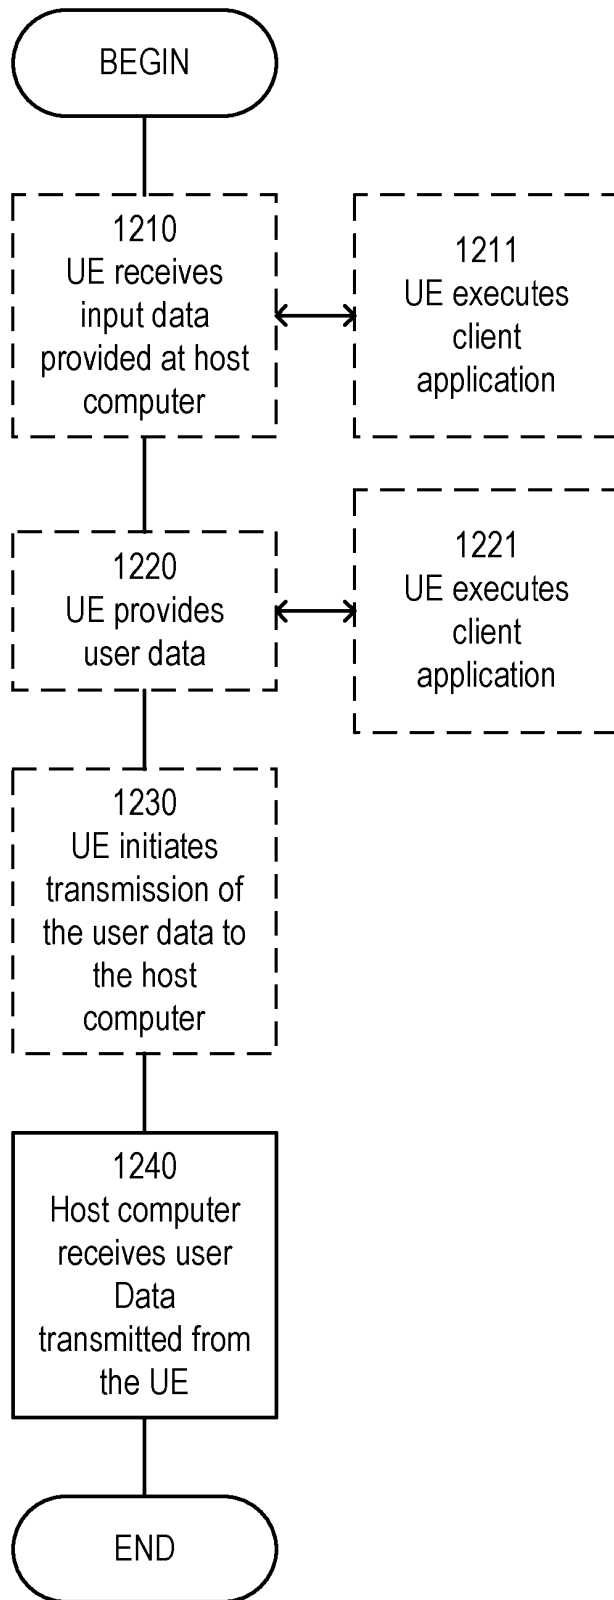 BEGIN
1210
UE receives
input data
provided at host
computer
1211
UE executes
client
application
1220
UE provides
user data
1221
UE executes
client
application
1230
UE initiates
transmission of
the user data to
the host
computer
1240
Host computer
receives user
Data
transmitted from
the UE
END